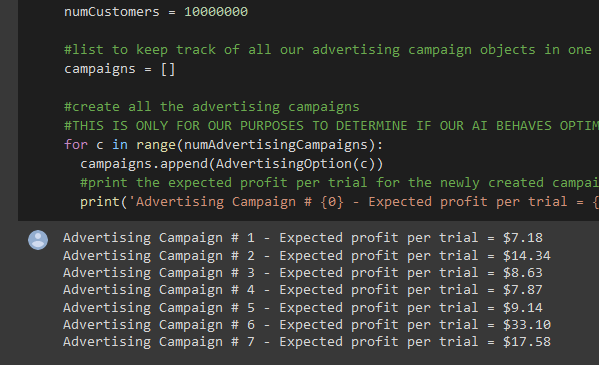 numCustomers = 10000000
#list to keep track of all our advertising campaign objects in one
campaigns = []
#create all the advertising campaigns
#THIS IS ONLY FOR OUR PURPOSES TO DETERMINE IF OUR AI BEHAVES OPTIM
for c in range(numAdvertisingCampaigns):
campaigns.append(AdvertisingOption(c))
#print the expected profit per trial for the newly created campai
print('Advertising Campaign # {0} - Expected profit per trial = {
Advertising Campaign # 1 - Expected profit per trial = $7.18
Advertising Campaign # 2 - Expected profit per trial = $14.34
Advertising Campaign # 3 - Expected profit per trial = $8.63
Advertising Campaign # 4 - Expected profit per trial = $7.87
Advertising Campaign # 5 - Expected profit per trial = $9.14
Advertising Campaign # 6 - Expected profit per trial = $33.10
Advertising Campaign # 7 - Expected profit per trial = $17.58